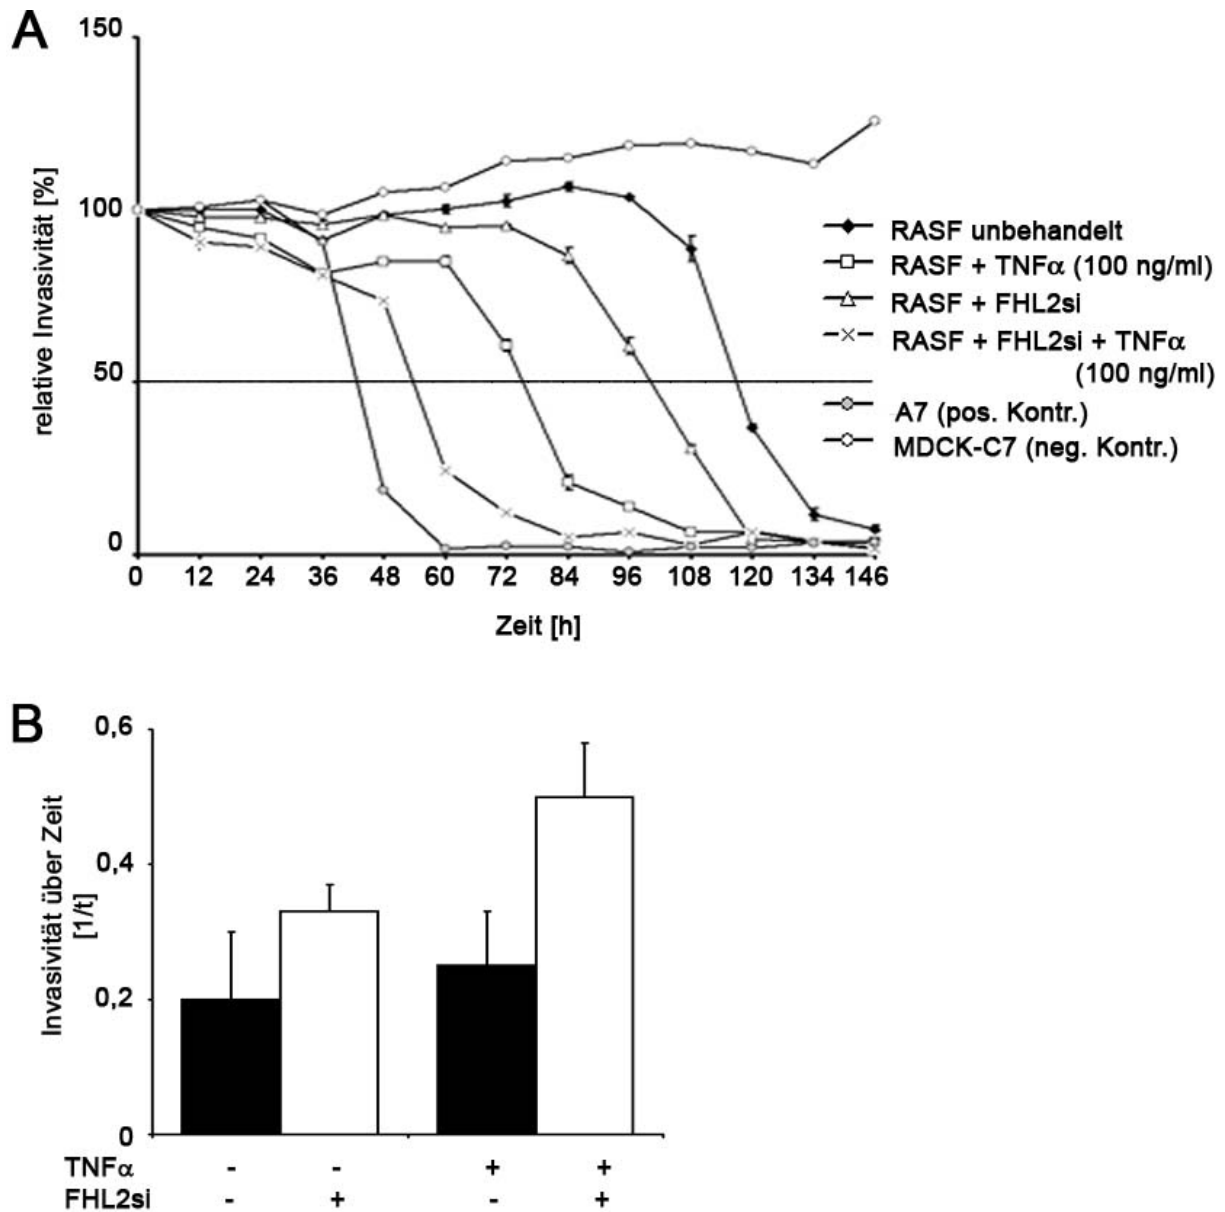 A
150
100
50
0
relative Invasivität [%]
0 12 24 36 48 60 72 84 96 108 120 134 146
Zeit [h]
RASF unbehandelt
RASF + TNFα (100 ng/ml)
RASF + FHL2si
RASF + FHL2si + TNFα
(100 ng/ml)
A7 (pos. Kontr.)
MDCK-C7 (neg. Kontr.)
B
0,6
0,4
0,2
0
Invasivität über Zeit
[1/t]
TNFα - - + +
FHL2si - + - +